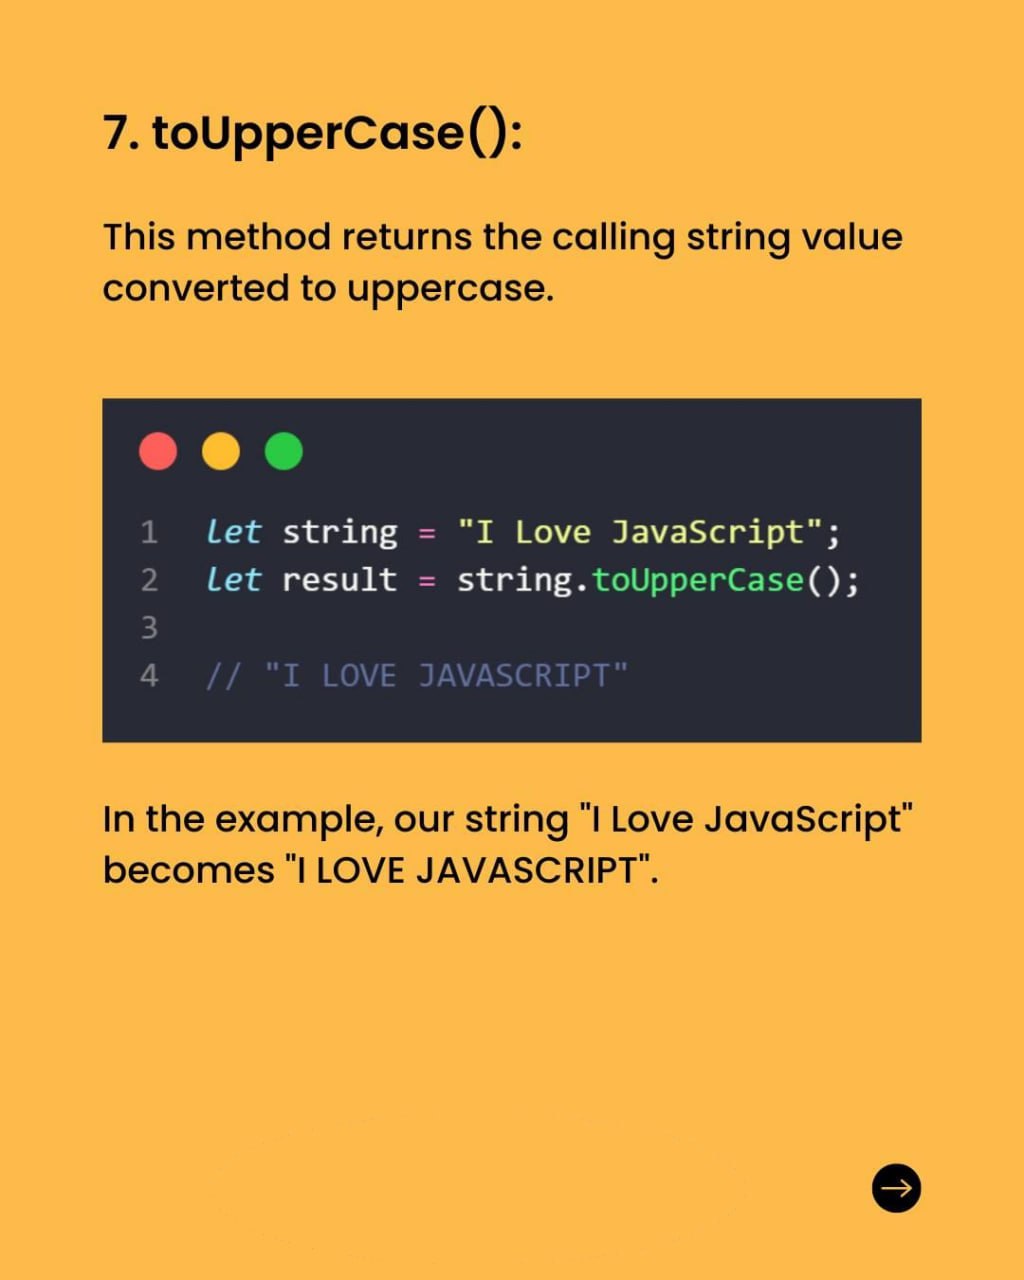 7. toUpperCase():
This method returns the calling string value
converted to uppercase.
1 let string = "I Love JavaScript";
2 let result = string.toUpperCase();
3
4 // "I LOVE JAVASCRIPT"
In the example, our string "I Love JavaScript"
becomes "I LOVE JAVASCRIPT".